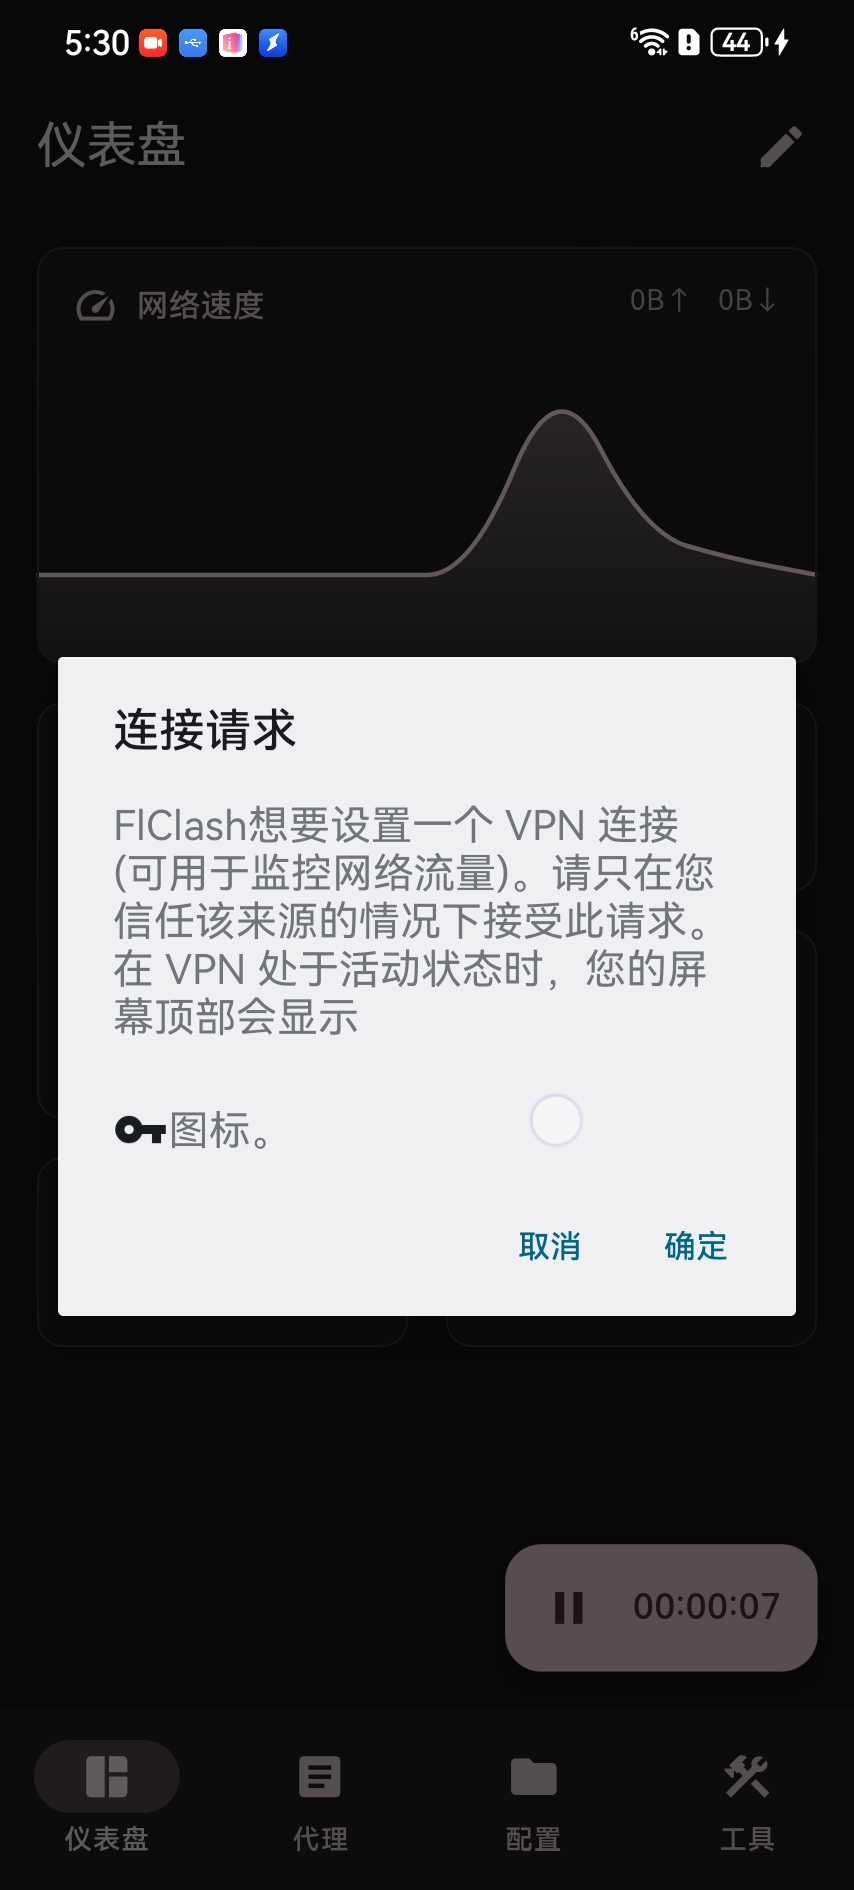 5:30
6
44
仪表盘
网络速度
0B↑ 0B↓
连接请求
FlClash想要设置一个 VPN 连接
(可用于监控网络流量)。请只在您
信任该来源的情况下接受此请求。
在 VPN 处于活动状态时，您的屏
幕顶部会显示
图标。
取消 确定
00:00:07
仪表盘 代理 配置 工具